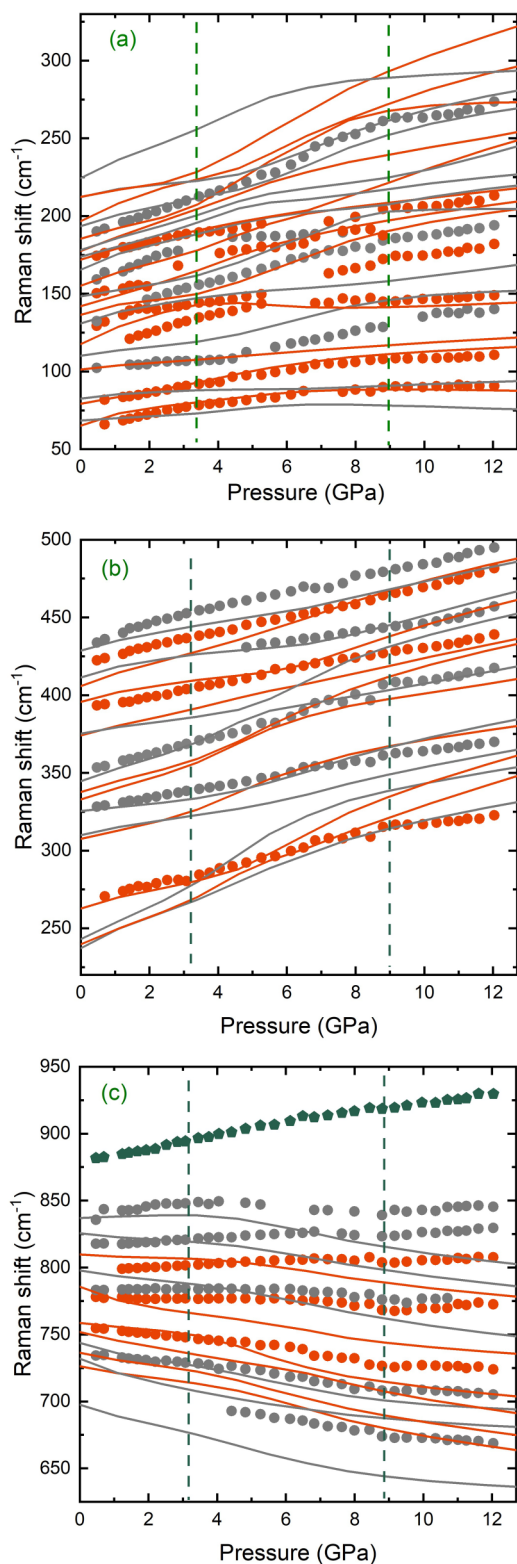 (a)
Raman shift (cm⁻¹)
300
250
200
150
100
50
0 2 4 6 8 10 12
Pressure (GPa)
(b)
Raman shift (cm⁻¹)
500
450
400
350
300
250
0 2 4 6 8 10 12
Pressure (GPa)
(c)
Raman shift (cm⁻¹)
950
900
850
800
750
700
650
0 2 4 6 8 10 12
Pressure (GPa)